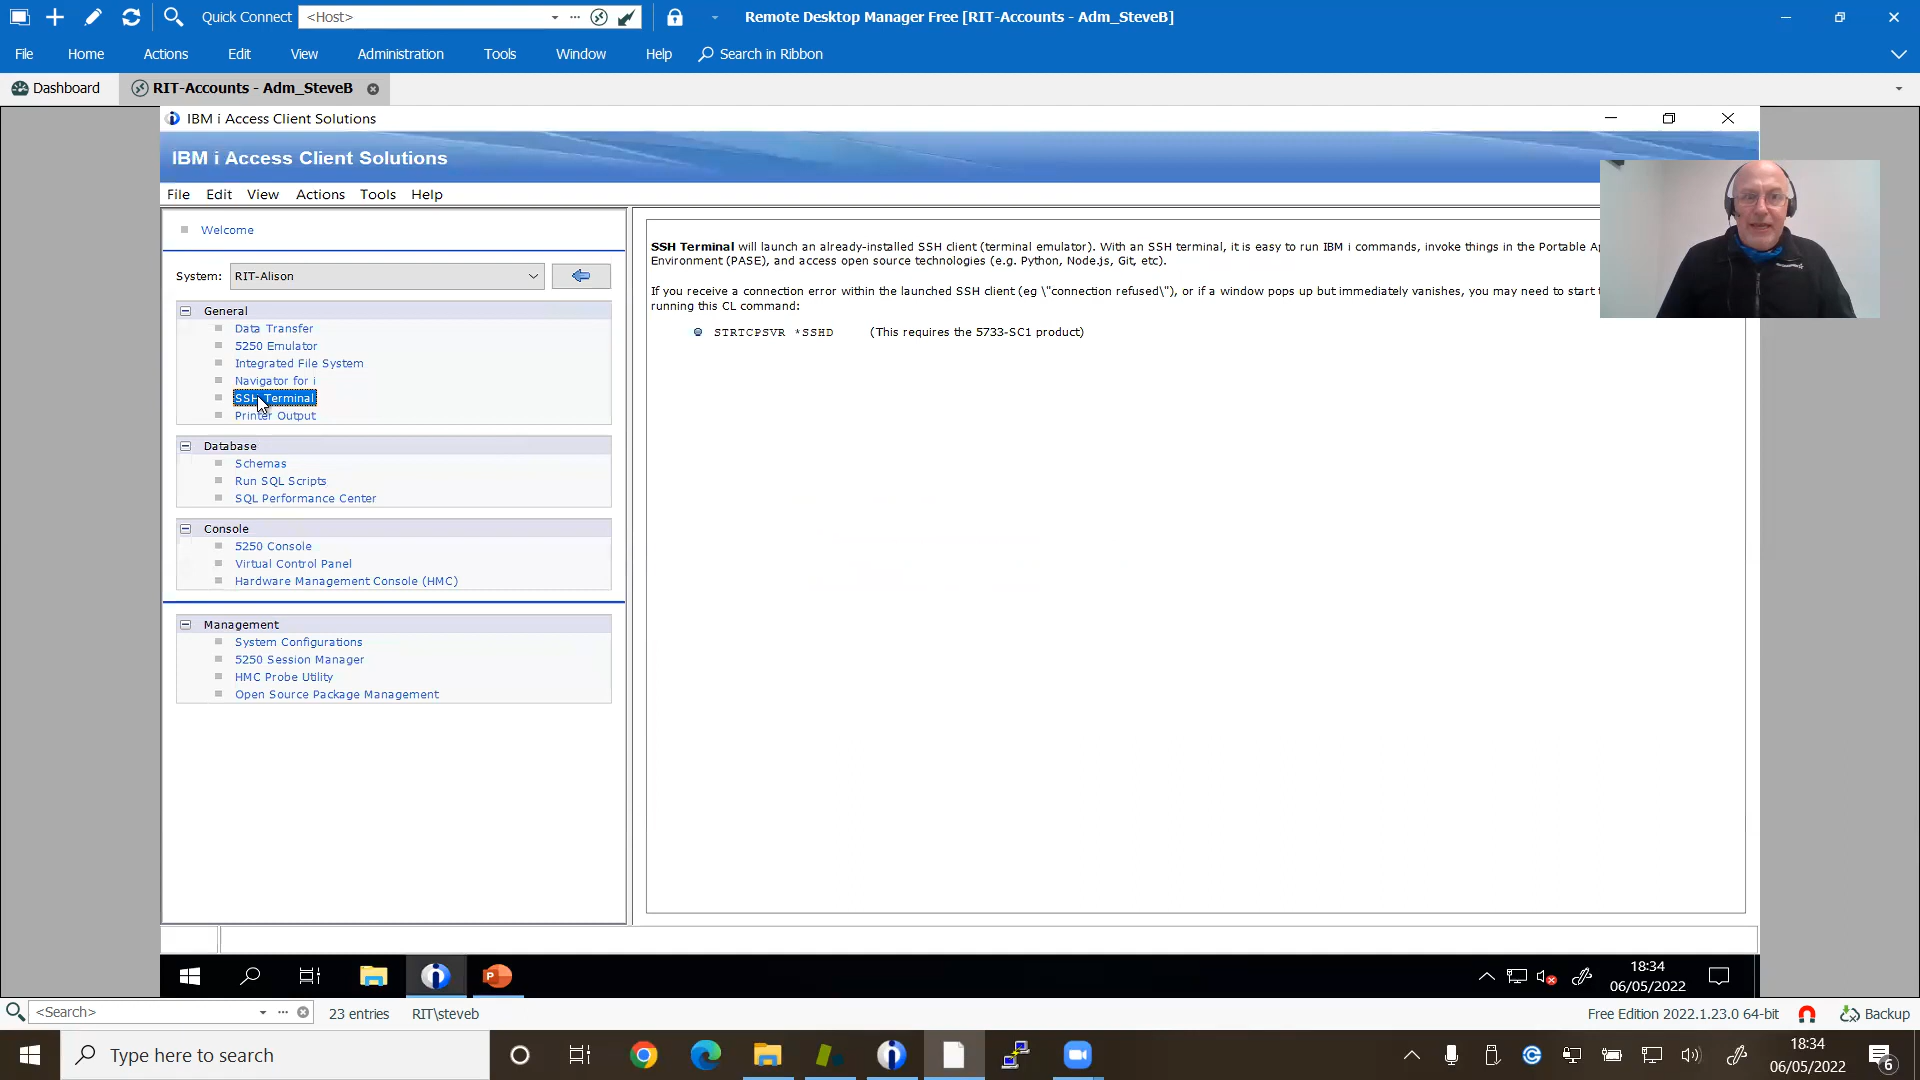 Quick Connect
<Host>
Remote Desktop Manager Free [RIT-Accounts - Adm_SteveB]
File Home Actions Edit View Administration Tools Window Help Search in Ribbon
Dashboard
RIT-Accounts - Adm_SteveB
IBM i Access Client Solutions
IBM i Access Client Solutions
File Edit View Actions Tools Help
Welcome
System: RIT-Alison
General
Data Transfer
5250 Emulator
Integrated File System
Navigator for i
SSH Terminal
Printer Output
Database
Schemas
Run SQL Scripts
SQL Performance Center
Console
5250 Console
Virtual Control Panel
Hardware Management Console (HMC)
Management
System Configurations
5250 Session Manager
HMC Probe Utility
Open Source Package Management
SSH Terminal will launch an already-installed SSH client (terminal emulator). With an SSH terminal, it is easy to run IBM i commands, invoke things in the Portable Ap
Environment (PASE), and access open source technologies (e.g. Python, Node.js, Git, etc).
If you receive a connection error within the launched SSH client (eg \"connection refused\"), or if a window pops up but immediately vanishes, you may need to start t
running this CL command:
STRTCPSVR *SSHD (This requires the 5733-SC1 product)
18:34
06/05/2022
<Search>
23 entries
RIT\steveb
Free Edition 2022.1.23.0 64-bit
Backup
Type here to search
18:34
06/05/2022
6